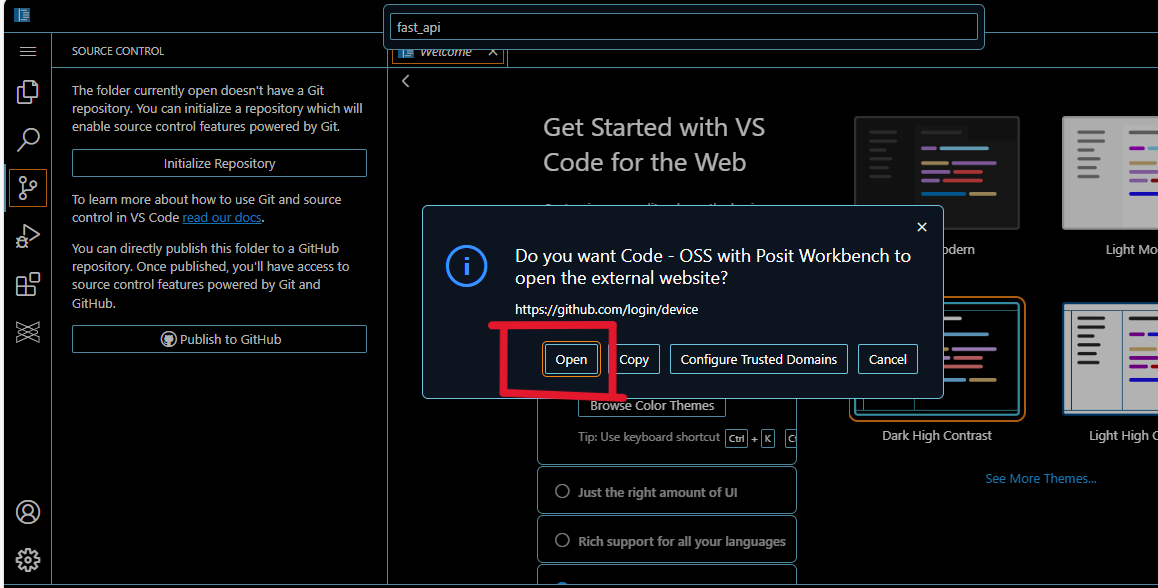 fast_api
SOURCE CONTROL
Welcome
The folder currently open doesn't have a Git
repository. You can initialize a repository which will
enable source control features powered by Git.
Initialize Repository
To learn more about how to use Git and source
control in VS Code read our docs.
You can directly publish this folder to a GitHub
repository. Once published, you'll have access to
source control features powered by Git and
GitHub.
Publish to GitHub
Get Started with VS
Code for the Web
Do you want Code - OSS with Posit Workbench to
open the external website?
https://github.com/login/device
Open
Copy
Configure Trusted Domains
Cancel
Browse Color Themes
Tip: Use keyboard shortcut Ctrl + K
Light
Dark High Contrast
Light High
See More Themes...
Just the right amount of UI
Rich support for all your languages